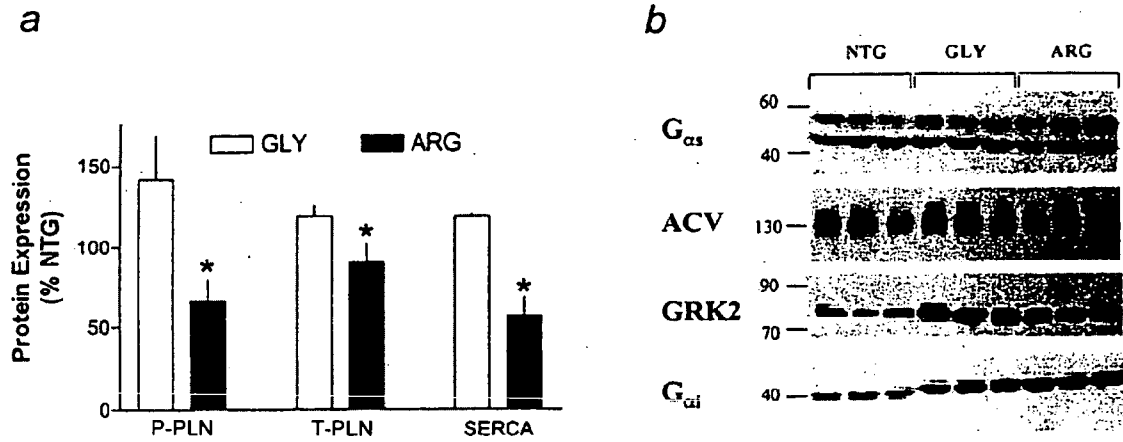 a
Protein Expression
(% NTG)
150
100
50
0
GLY
ARG
*
*
*
P-PLN
T-PLN
SERCA
b
NTG
GLY
ARG
Gαs
60
40
ACV
130
GRK2
90
70
Gαi
40